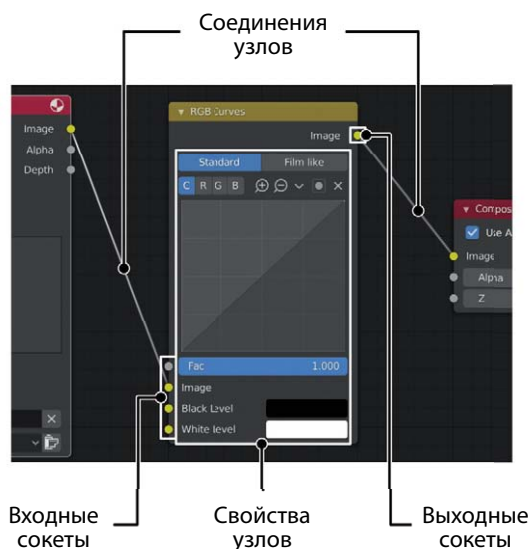 Соединения
узлов
RGB Curves
Image
Image
Alpha
Depth
Standard Film like
C R G B
Compos
Use A
Image
Alpha
Z
Fac 1.000
Image
Black Level
White level
Входные
сокеты
Свойства
узлов
Выходные
сокеты